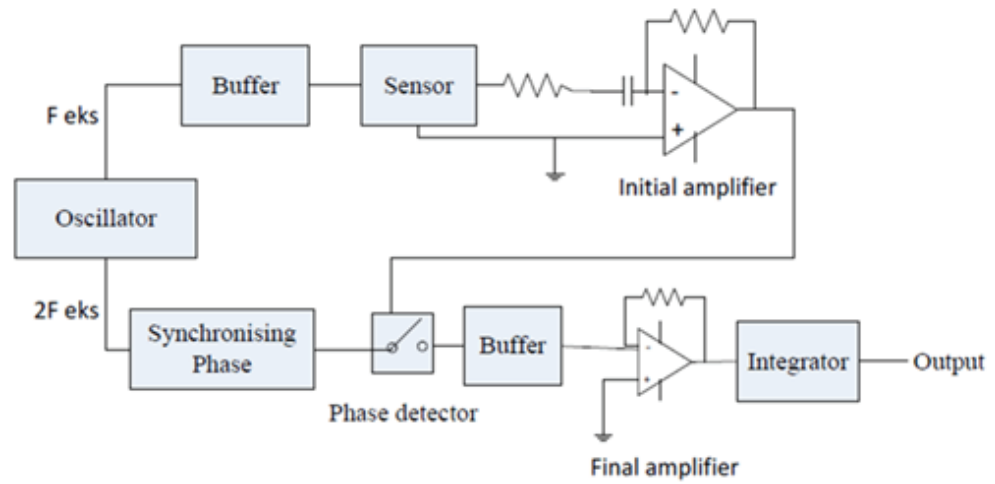 Buffer
Sensor
-
+
F eks
Initial amplifier
Oscillator
2F eks
Synchronising
Phase
Buffer
-
+
Integrator
Output
Phase detector
Final amplifier